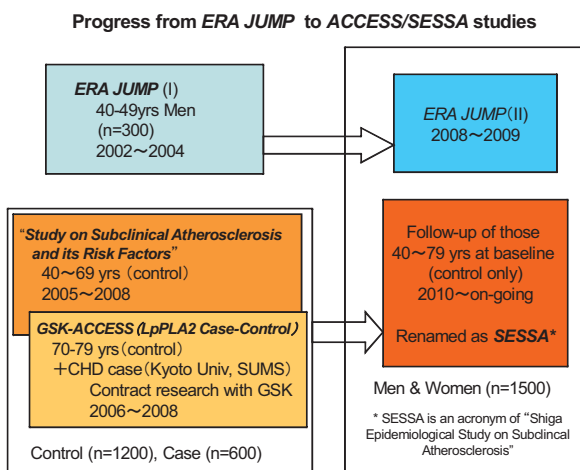 Progress from ERA JUMP to ACCESS/SESSA studies
ERA JUMP (I)
40-49yrs Men
(n=300)
2002～2004
ERA JUMP(II)
2008～2009
“Study on Subclinical Atherosclerosis
and its Risk Factors”
40～69 yrs (control)
2005～2008
GSK-ACCESS (LpPLA2 Case-Control)
70-79 yrs(control)
＋CHD case(Kyoto Univ, SUMS)
Contract research with GSK
2006～2008
Control (n=1200), Case (n=600)
Follow-up of those
40～79 yrs at baseline
(control only)
2010～on-going
Renamed as SESSA*
Men & Women (n=1500)
* SESSA is an acronym of “Shiga
Epidemiological Study on Subclincal
Atherosclerosis”